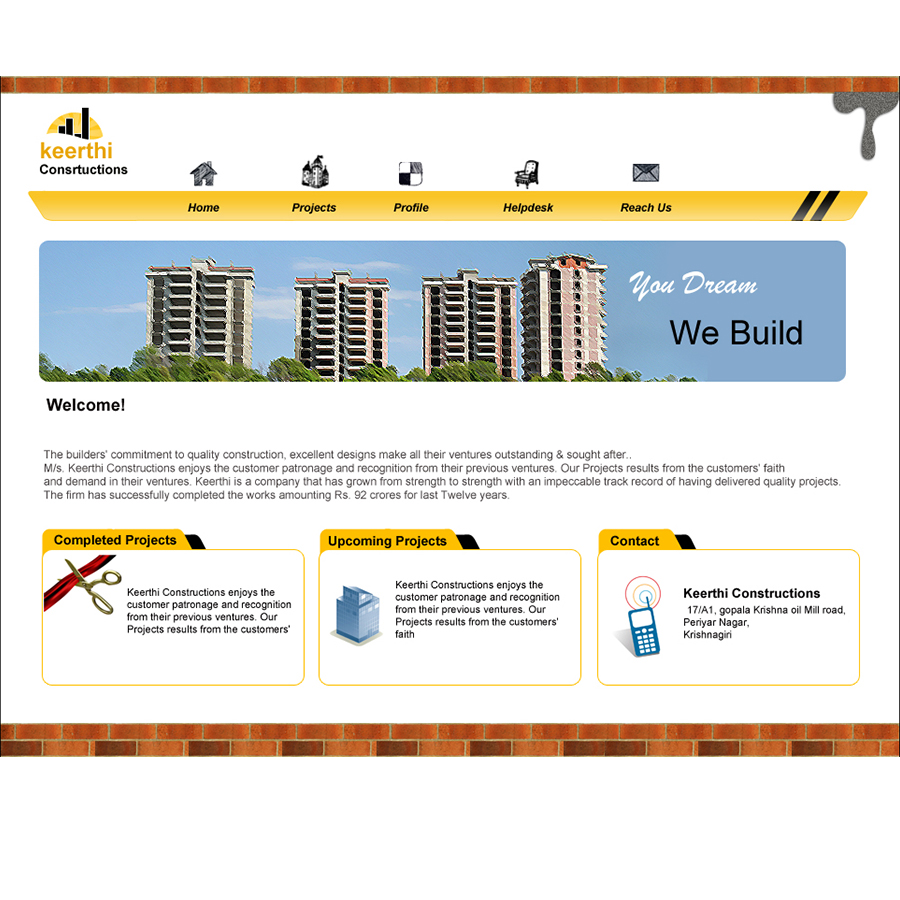 keerthi
Consrtuctions
Home Projects Profile Helpdesk Reach Us
You Dream
We Build
Welcome!
The builders' commitment to quality construction, excellent designs make all their ventures outstanding & sought after..
M/s. Keerthi Constructions enjoys the customer patronage and recognition from their previous ventures. Our Projects results from the customers' faith
and demand in their ventures. Keerthi is a company that has grown from strength to strength with an impeccable track record of having delivered quality projects.
The firm has successfully completed the works amounting Rs. 92 crores for last Twelve years.
Completed Projects
Keerthi Constructions enjoys the
customer patronage and recognition
from their previous ventures. Our
Projects results from the customers'
Upcoming Projects
Keerthi Constructions enjoys the
customer patronage and recognition
from their previous ventures. Our
Projects results from the customers'
faith
Contact
Keerthi Constructions
17/A1, gopala Krishna oil Mill road,
Periyar Nagar,
Krishnagiri